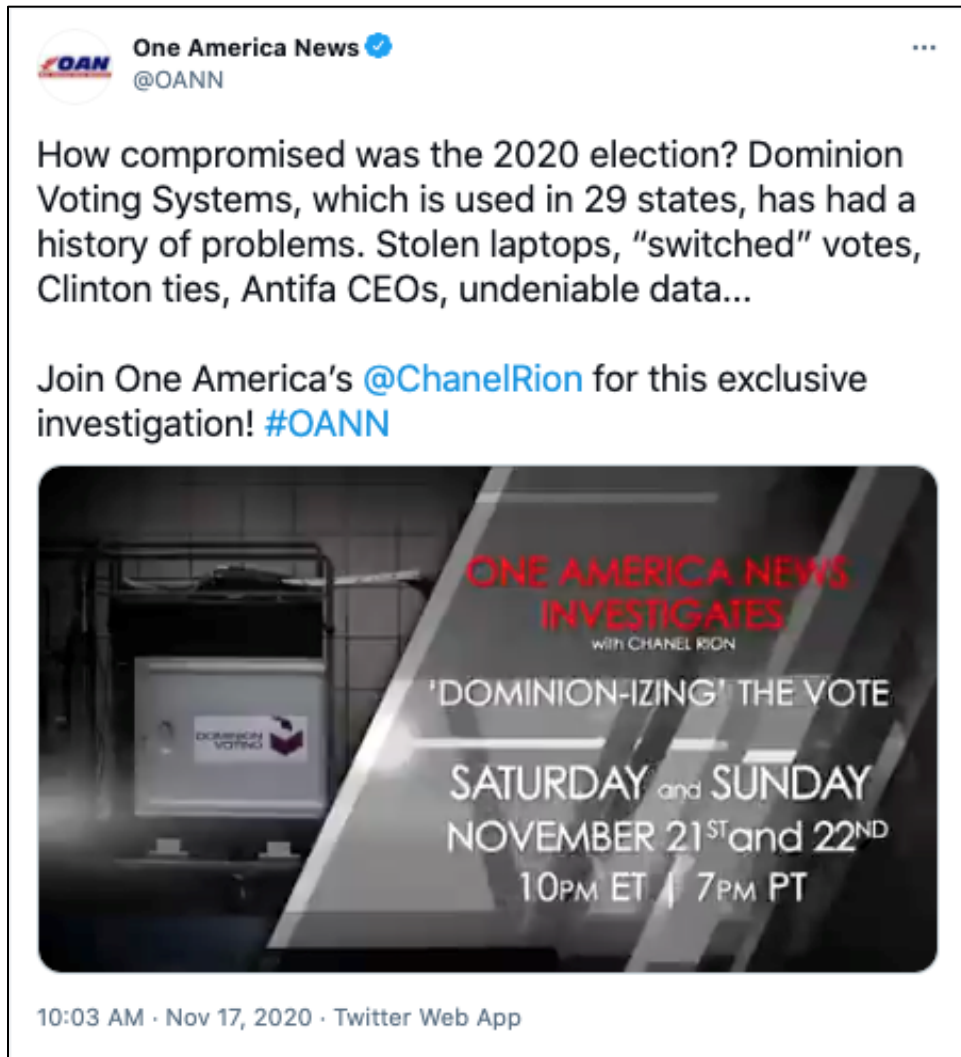 OAN
One America News
@OANN
How compromised was the 2020 election? Dominion
Voting Systems, which is used in 29 states, has had a
history of problems. Stolen laptops, “switched” votes,
Clinton ties, Antifa CEOs, undeniable data...
Join One America’s @ChanelRion for this exclusive
investigation! #OANN
ONE AMERICA NEWS
INVESTIGATES
with CHANEL RION
'DOMINION-IZING' THE VOTE
DOMINION
VOTING
SATURDAY and SUNDAY
NOVEMBER 21ST and 22ND
10PM ET | 7PM PT
10:03 AM · Nov 17, 2020 · Twitter Web App